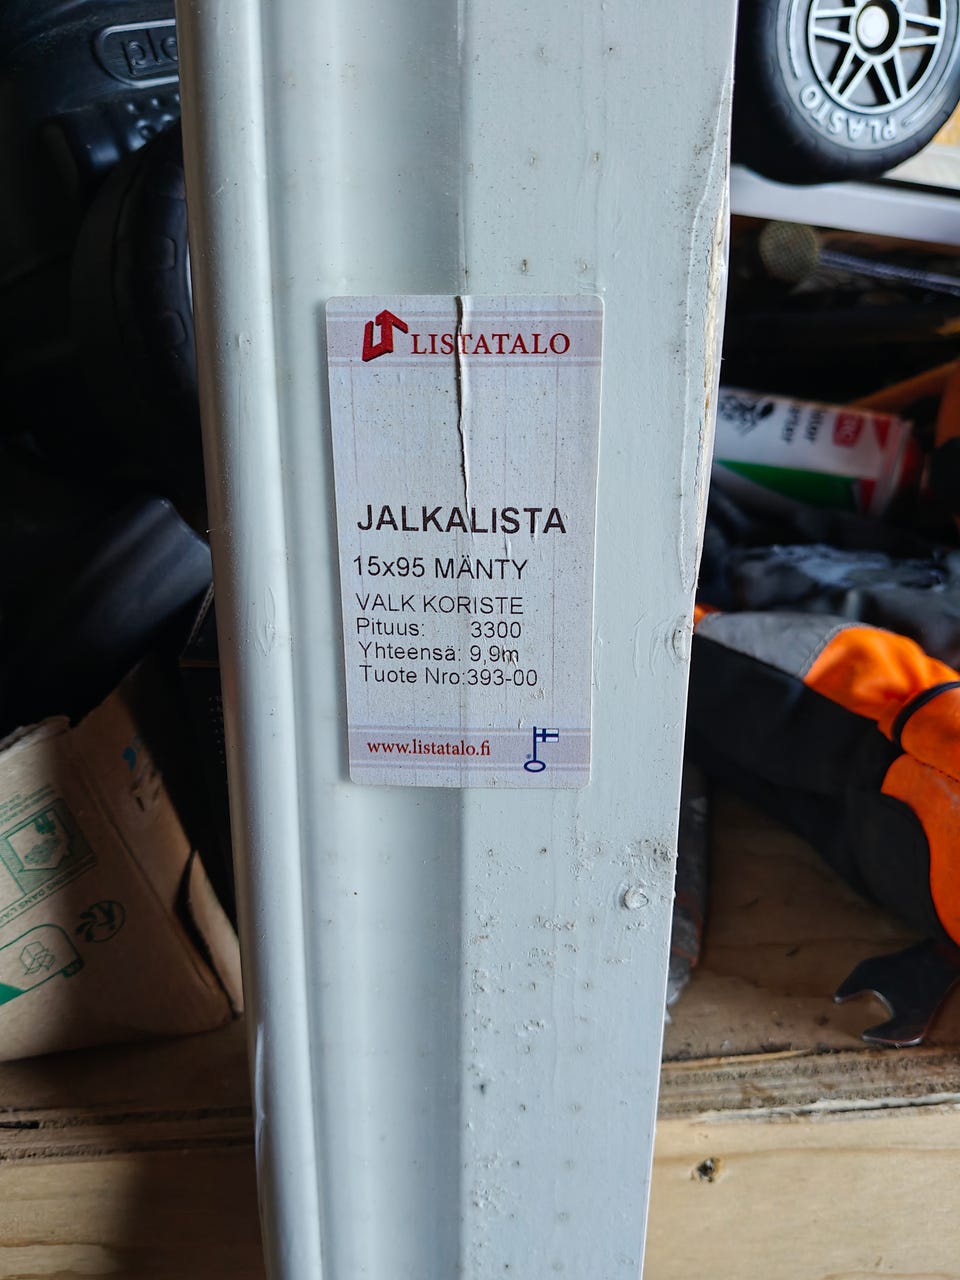 PLASTO
LISTATALO
JALKALISTA
15x95 MÄNTY
VALK KORISTE
Pituus: 3300
Yhteensä: 9,9m
Tuote Nro:393-00
www.listatalo.fi